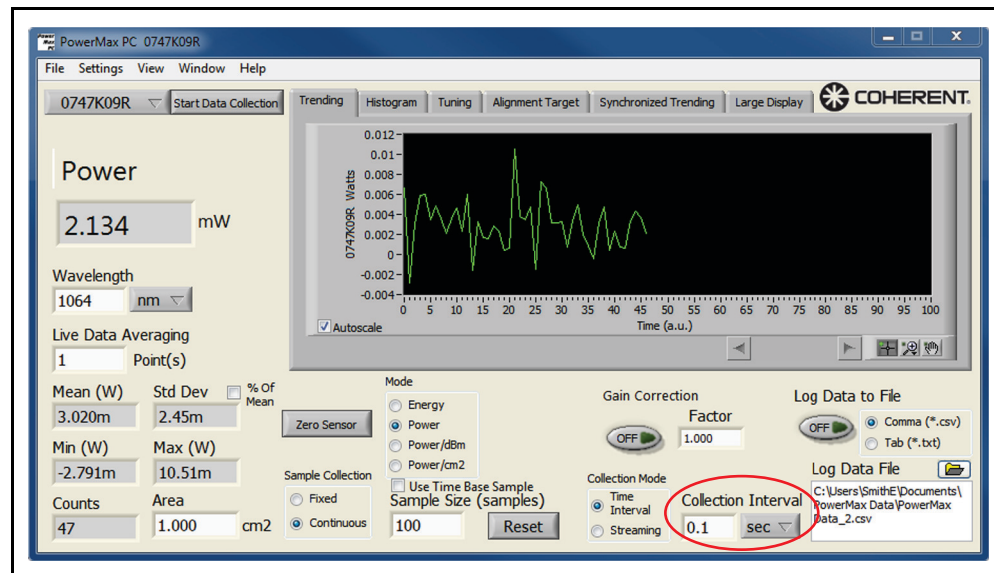 PowerMax PC 0747K09R
File Settings View Window Help
0747K09R Start Data Collection
Trending Histogram Tuning Alignment Target Synchronized Trending Large Display
COHERENT.
Power
2.134 mW
Wavelength
1064 nm
Live Data Averaging
1 Point(s)
Mean (W) Std Dev % Of Mean
3.020m 2.45m
Min (W) Max (W)
-2.791m 10.51m
Counts Area
47 1.000 cm2
0747K09R Watts
0.012
0.01
0.008
0.006
0.004
0.002
0
-0.002
-0.004
0 5 10 15 20 25 30 35 40 45 50 55 60 65 70 75 80 85 90 95 100
Time (a.u.)
Autoscale
Zero Sensor
Mode
Energy
Power
Power/dBm
Power/cm2
Use Time Base Sample
Sample Collection
Fixed
Continuous
Sample Size (samples)
100 Reset
Gain Correction
OFF
Factor
1.000
Collection Mode
Time Interval
Streaming
Collection Interval
0.1 sec
Log Data to File
OFF
Comma (*.csv)
Tab (*.txt)
Log Data File
C:\Users\SmithE\Documents\
PowerMax Data\PowerMax
Data_2.csv